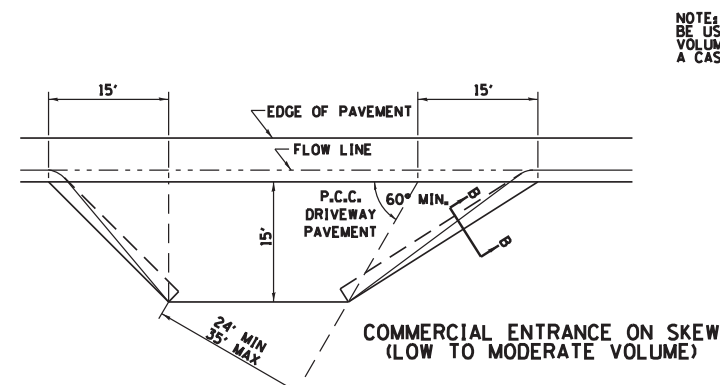 NOTE:
BE US
VOLUM
A CAS
15'
15'
EDGE OF PAVEMENT
FLOW LINE
P.C.C.
DRIVEWAY
PAVEMENT
60° MIN.
B
B
15'
24' MIN
35' MAX
COMMERCIAL ENTRANCE ON SKEW
(LOW TO MODERATE VOLUME)